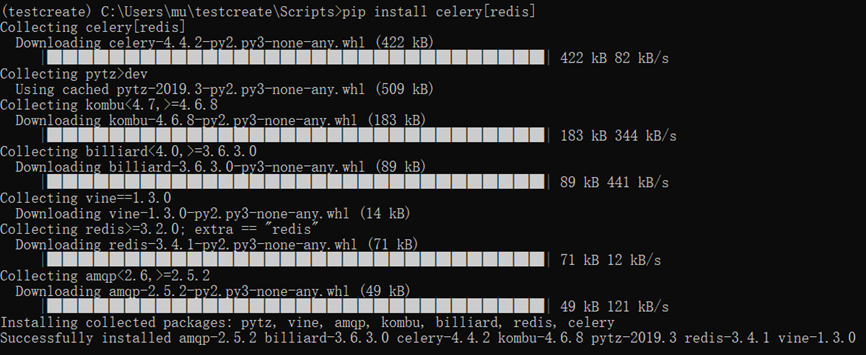 (testcreate) C:\Users\mu\testcreate\Scripts>pip install celery[redis]
Collecting celery[redis]
  Downloading celery-4.4.2-py2.py3-none-any.whl (422 kB)
422 kB 82 kB/s
Collecting pytz>dev
  Using cached pytz-2019.3-py2.py3-none-any.whl (509 kB)
Collecting kombu<4.7,>=4.6.8
  Downloading kombu-4.6.8-py2.py3-none-any.whl (183 kB)
183 kB 344 kB/s
Collecting billiard<4.0,>=3.6.3.0
  Downloading billiard-3.6.3.0-py3-none-any.whl (89 kB)
89 kB 441 kB/s
Collecting vine==1.3.0
  Downloading vine-1.3.0-py2.py3-none-any.whl (14 kB)
Collecting redis>=3.2.0; extra == "redis"
  Downloading redis-3.4.1-py2.py3-none-any.whl (71 kB)
71 kB 12 kB/s
Collecting amqp<2.6,>=2.5.2
  Downloading amqp-2.5.2-py2.py3-none-any.whl (49 kB)
49 kB 121 kB/s
Installing collected packages: pytz, vine, amqp, kombu, billiard, redis, celery
Successfully installed amqp-2.5.2 billiard-3.6.3.0 celery-4.4.2 kombu-4.6.8 pytz-2019.3 redis-3.4.1 vine-1.3.0